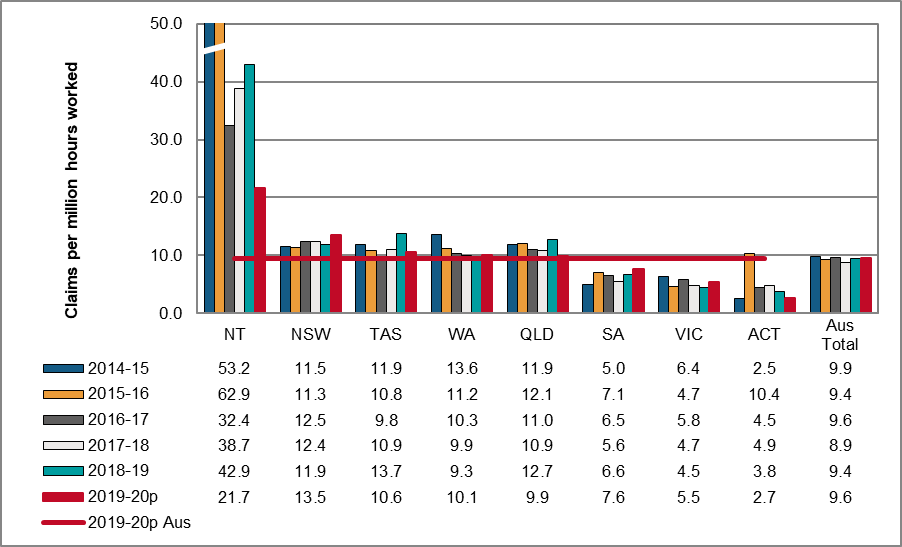 50.0
40.0
30.0
20.0
10.0
0.0
Claims per million hours worked
NT NSW TAS WA QLD SA VIC ACT Aus
Total
2014-15 53.2 11.5 11.9 13.6 11.9 5.0 6.4 2.5 9.9
2015-16 62.9 11.3 10.8 11.2 12.1 7.1 4.7 10.4 9.4
2016-17 32.4 12.5 9.8 10.3 11.0 6.5 5.8 4.5 9.6
2017-18 38.7 12.4 10.9 9.9 10.9 5.6 4.7 4.9 8.9
2018-19 42.9 11.9 13.7 9.3 12.7 6.6 4.5 3.8 9.4
2019-20p 21.7 13.5 10.6 10.1 9.9 7.6 5.5 2.7 9.6
2019-20p Aus